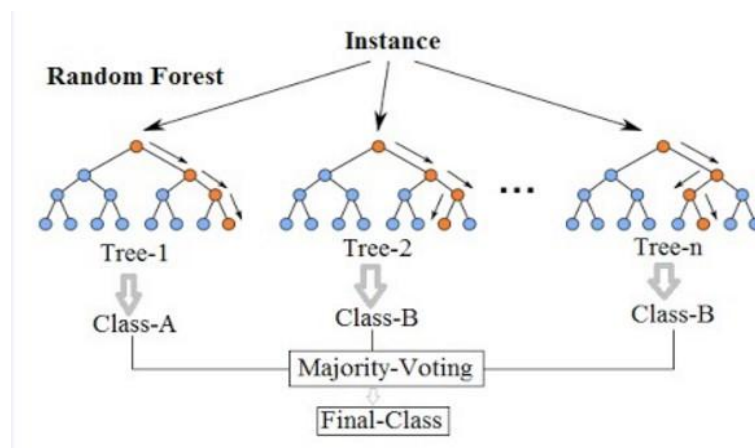 Instance
Random Forest
...
Tree-1
Tree-2
Tree-n
Class-A
Class-B
Class-B
Majority-Voting
Final-Class